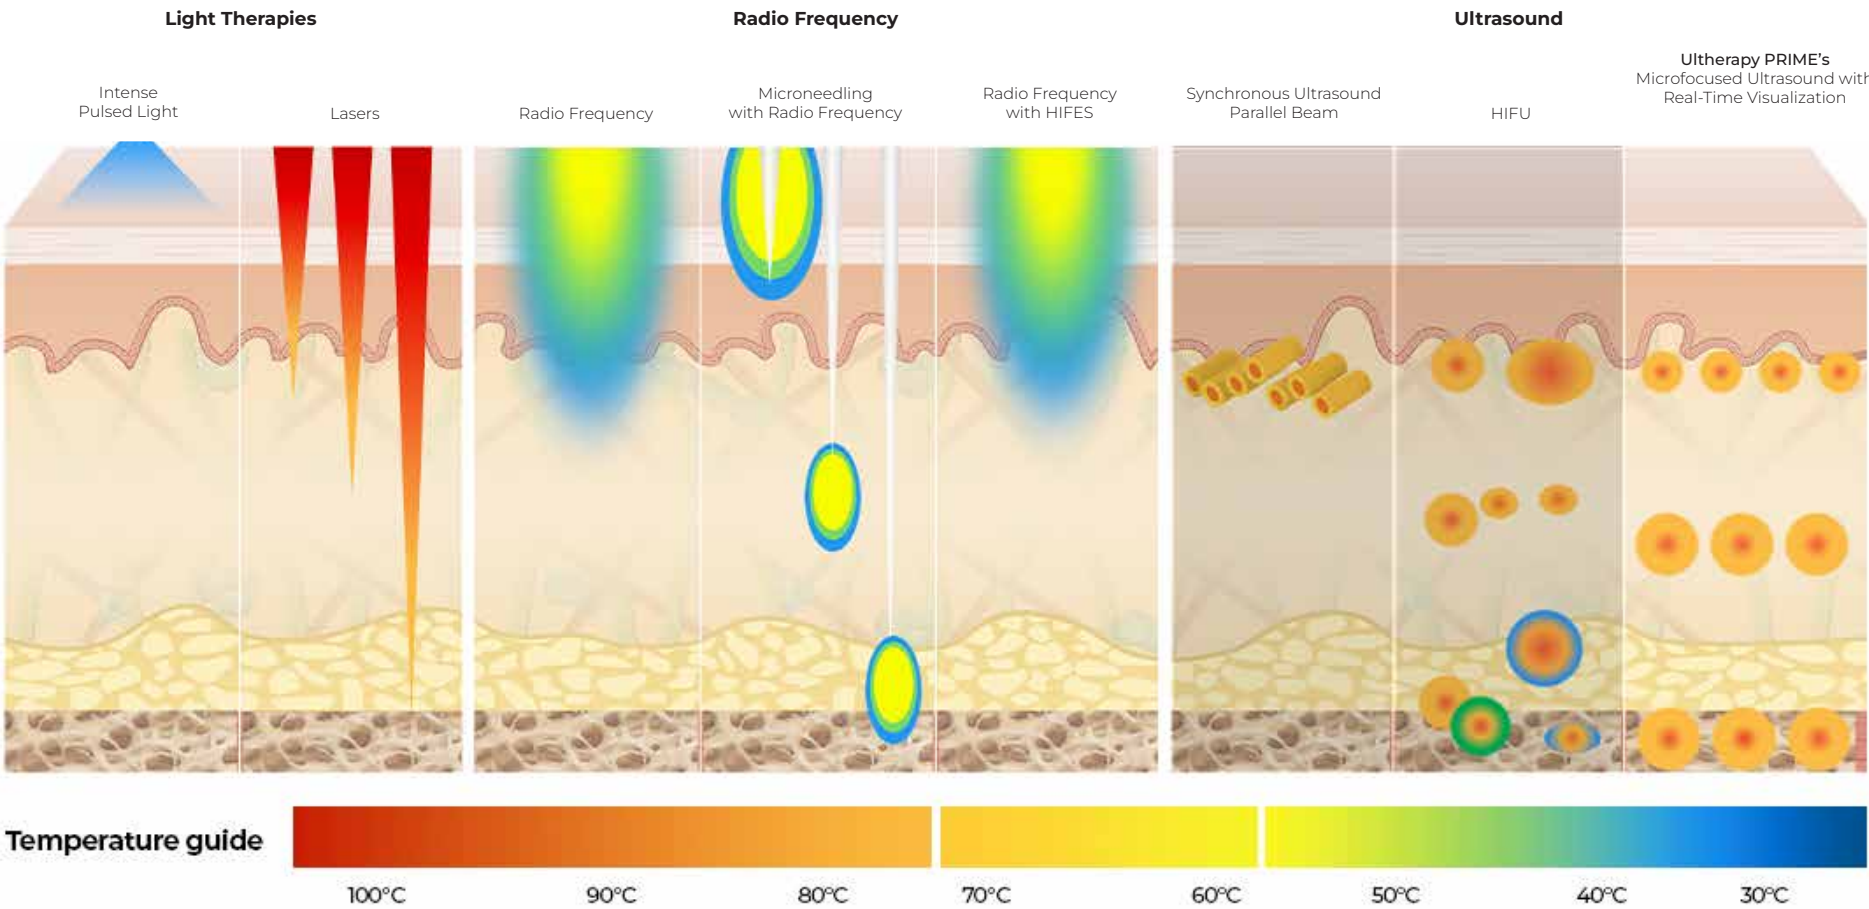 Light Therapies
Radio Frequency
Ultrasound
Intense
Pulsed Light
Lasers
Radio Frequency
Microneedling
with Radio Frequency
Radio Frequency
with HIFES
Synchronous Ultrasound
Parallel Beam
HIFU
Ultherapy PRIME’s
Microfocused Ultrasound with
Real-Time Visualization
Temperature guide
100°C
90°C
80°C
70°C
60°C
50°C
40°C
30°C